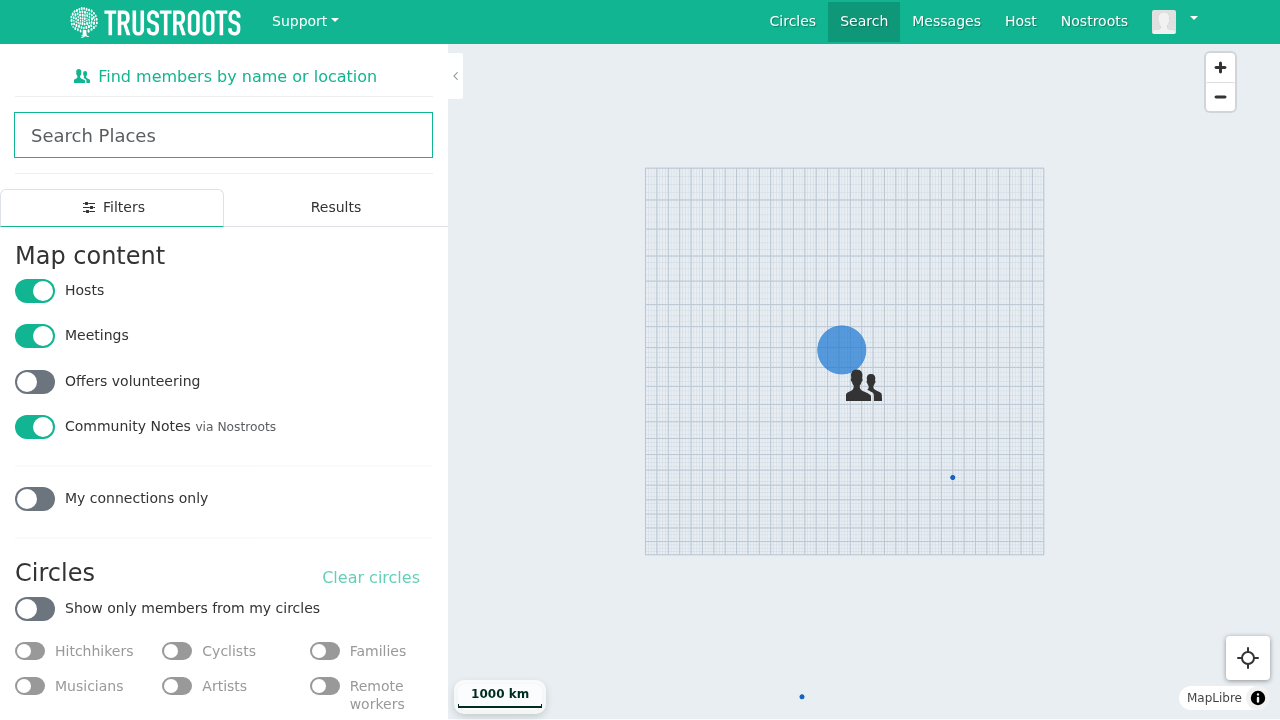 TRUSTROOTS Support Circles Search Messages Host Nostroots
Find members by name or location
Search Places
Filters Results
Map content
Hosts
Meetings
Offers volunteering
Community Notes via Nostroots
My connections only
Circles Clear circles
Show only members from my circles
Hitchhikers Cyclists Families
Musicians Artists Remote workers
1000 km
MapLibre